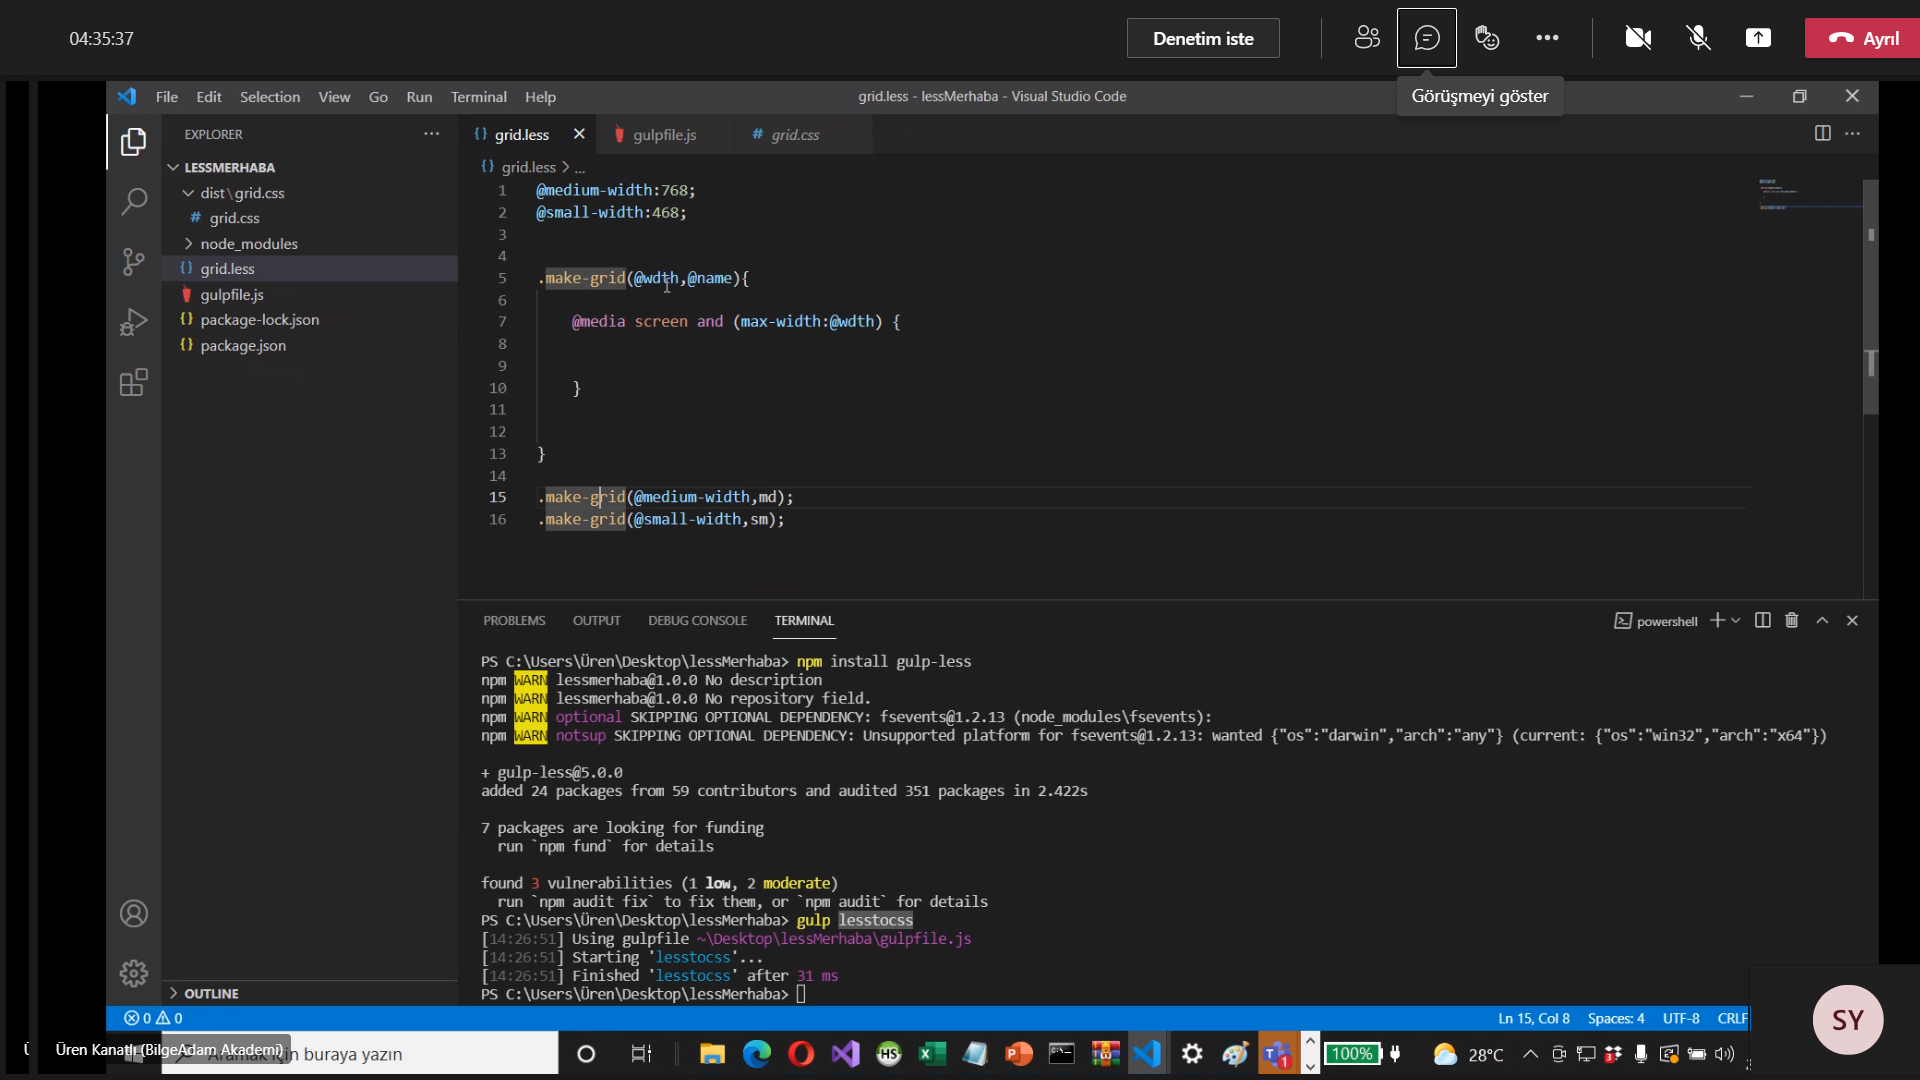 04:35:37
Denetim iste
Ayrıl
Görüşmeyi göster
File Edit Selection View Go Run Terminal Help
grid.less - lessMerhaba - Visual Studio Code
EXPLORER
LESSMERHABA
dist\grid.css
# grid.css
node_modules
{} grid.less
gulpfile.js
{} package-lock.json
{} package.json
OUTLINE
{} grid.less
gulpfile.js
# grid.css
{} grid.less > ...
1 @medium-width:768;
2 @small-width:468;
3
4
5 .make-grid(@wdth,@name){
6
7 @media screen and (max-width:@wdth) {
8
9
10 }
11
12
13 }
14
15 .make-grid(@medium-width,md);
16 .make-grid(@small-width,sm);
PROBLEMS OUTPUT DEBUG CONSOLE TERMINAL
powershell
PS C:\Users\Üren\Desktop\lessMerhaba> npm install gulp-less
npm WARN lessmerhaba@1.0.0 No description
npm WARN lessmerhaba@1.0.0 No repository field.
npm WARN optional SKIPPING OPTIONAL DEPENDENCY: fsevents@1.2.13 (node_modules\fsevents):
npm WARN notsup SKIPPING OPTIONAL DEPENDENCY: Unsupported platform for fsevents@1.2.13: wanted {"os":"darwin","arch":"any"} (current: {"os":"win32","arch":"x64"})
+ gulp-less@5.0.0
added 24 packages from 59 contributors and audited 351 packages in 2.422s
7 packages are looking for funding
run `npm fund` for details
found 3 vulnerabilities (1 low, 2 moderate)
run `npm audit fix` to fix them, or `npm audit` for details
PS C:\Users\Üren\Desktop\lessMerhaba> gulp lesstocss
[14:26:51] Using gulpfile ~\Desktop\lessMerhaba\gulpfile.js
[14:26:51] Starting 'lesstocss'...
[14:26:51] Finished 'lesstocss' after 31 ms
PS C:\Users\Üren\Desktop\lessMerhaba>
0 0
Ln 15, Col 8 Spaces: 4 UTF-8 CRLF
SY
Üren Kanatlı (BilgeAdam Akademi)
için buraya yazın
HS
100%
28°C